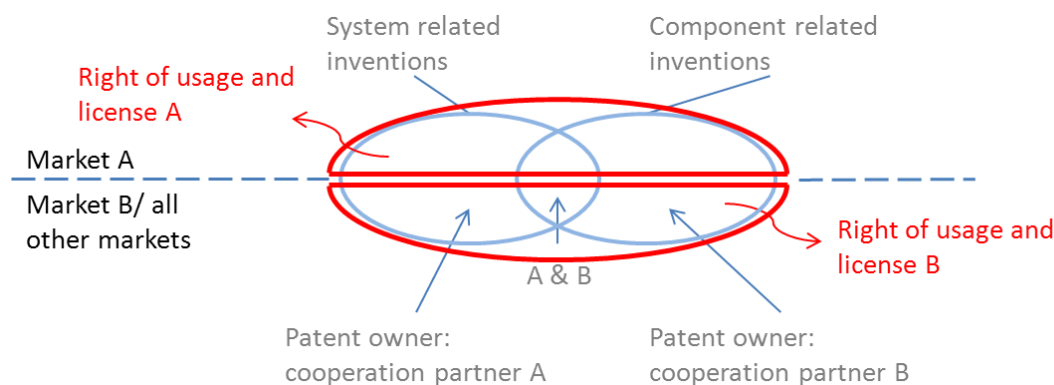 System related
inventions
Component related
inventions
Right of usage and
license A
Market A
Market B/ all
other markets
Right of usage and
license B
A & B
Patent owner:
cooperation partner A
Patent owner:
cooperation partner B